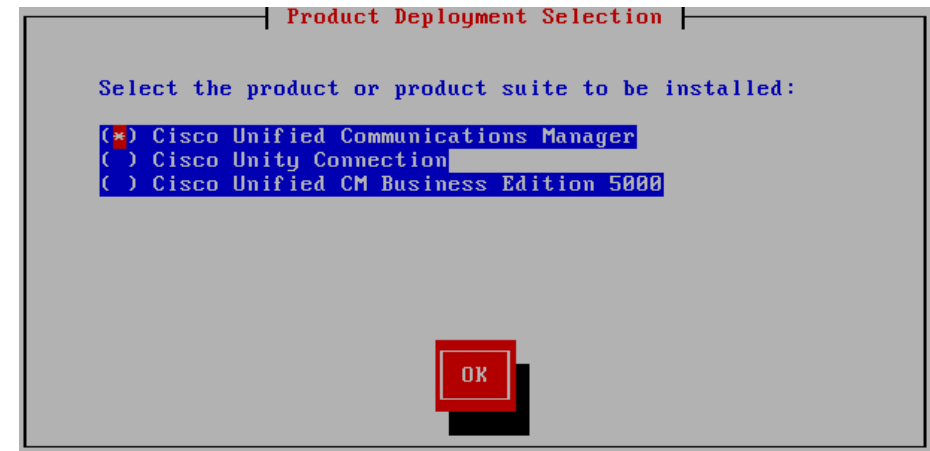 Product Deployment Selection
Select the product or product suite to be installed:
(*) Cisco Unified Communications Manager
( ) Cisco Unity Connection
( ) Cisco Unified CM Business Edition 5000
OK